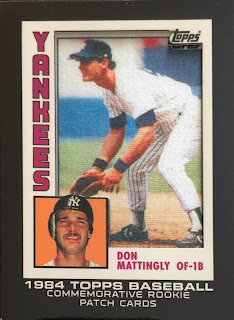 Topps
YANKEES
DON
MATTINGLY OF-1B
1984 TOPPS BASEBALL
COMMEMORATIVE ROOKIE
PATCH CARDS